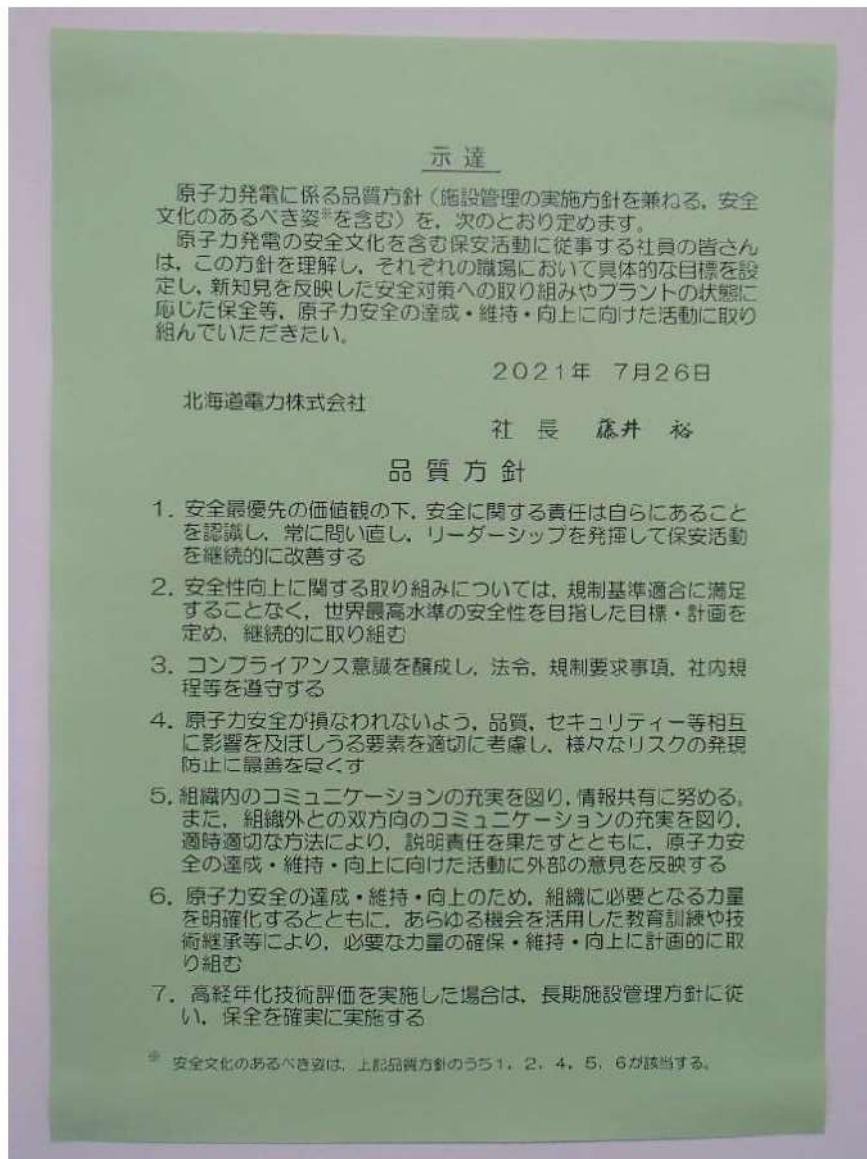 示達
原子力発電に係る品質方針（施設管理の実施方針を兼ねる、安全
文化のあるべき姿※を含む）を、次のとおり定めます。
原子力発電の安全文化を含む保安活動に従事する社員の皆さん
は、この方針を理解し、それぞれの職場において具体的な目標を設
定し、新知見を反映した安全対策への取り組みやプラントの状態に
応じた保全等、原子力安全の達成・維持・向上に向けた活動に取り
組んでいただきたい。
2021年 7月26日
北海道電力株式会社
社長 藤井 裕
品質方針
1. 安全最優先の価値観の下、安全に関する責任は自らにあること
を認識し、常に問い直し、リーダーシップを発揮して保安活動
を継続的に改善する
2. 安全性向上に関する取り組みについては、規制基準適合に満足
することなく、世界最高水準の安全性を目指した目標・計画を
定め、継続的に取り組む
3. コンプライアンス意識を醸成し、法令、規制要求事項、社内規
程等を遵守する
4. 原子力安全が損なわれないよう、品質、セキュリティー等相互
に影響を及ぼしうる要素を適切に考慮し、様々なリスクの発現
防止に最善を尽くす
5. 組織内のコミュニケーションの充実を図り、情報共有に努める。
また、組織外との双方向のコミュニケーションの充実を図り、
適時適切な方法により、説明責任を果たすとともに、原子力安
全の達成・維持・向上に向けた活動に外部の意見を反映する
6. 原子力安全の達成・維持・向上のため、組織に必要となる力量
を明確化するとともに、あらゆる機会を活用した教育訓練や技
術継承等により、必要な力量の確保・維持・向上に計画的に取
り組む
7. 高経年化技術評価を実施した場合は、長期施設管理方針に従
い、保全を確実に実施する
※ 安全文化のあるべき姿は、上記品質方針のうち1、2、4、5、6が該当する。